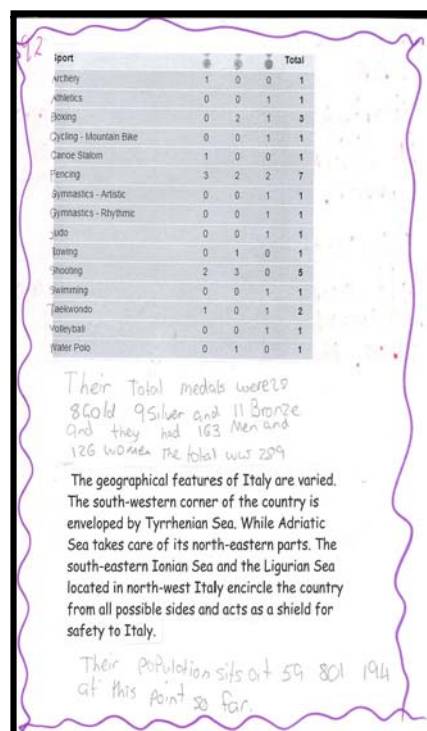 92
Sport Total
Archery 1 0 0 1
Athletics 0 0 1 1
Boxing 0 2 1 3
Cycling - Mountain Bike 0 0 1 1
Canoe Slalom 1 0 0 1
Fencing 3 2 2 7
Gymnastics - Artistic 0 0 1 1
Gymnastics - Rhythmic 0 0 1 1
Judo 0 0 1 1
Rowing 0 1 0 1
Shooting 2 3 0 5
Swimming 0 0 1 1
Taekwondo 1 0 1 2
Volleyball 0 0 1 1
Water Polo 0 1 0 1
Their Total medals were 28
8 Gold 9 Silver and 11 Bronze
and they had 163 Men and
126 women the total was 289
The geographical features of Italy are varied.
The south-western corner of the country is
enveloped by Tyrrhenian Sea. While Adriatic
Sea takes care of its north-eastern parts. The
south-eastern Ionian Sea and the Ligurian Sea
located in north-west Italy encircle the country
from all possible sides and acts as a shield for
safety to Italy.
Their population sits at 59 801 194
at this point so far.